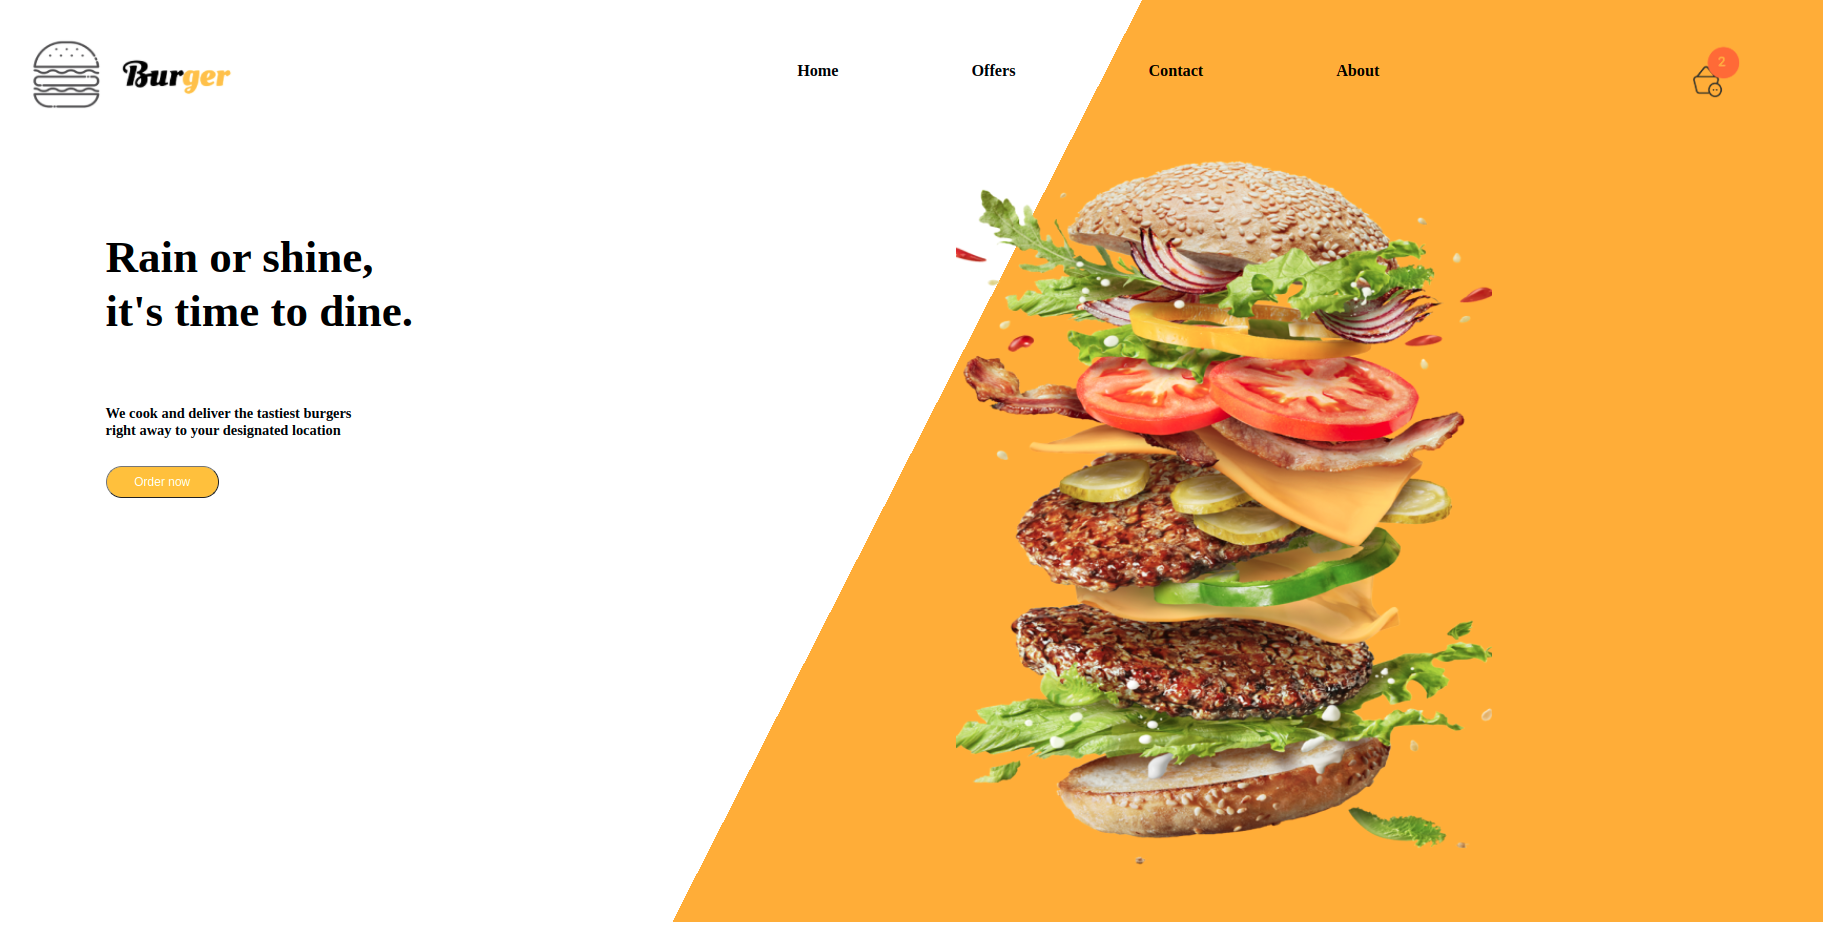 Burger
Home
Offers
Contact
About
2
Rain or shine,
it's time to dine.
We cook and deliver the tastiest burgers
right away to your designated location
Order now